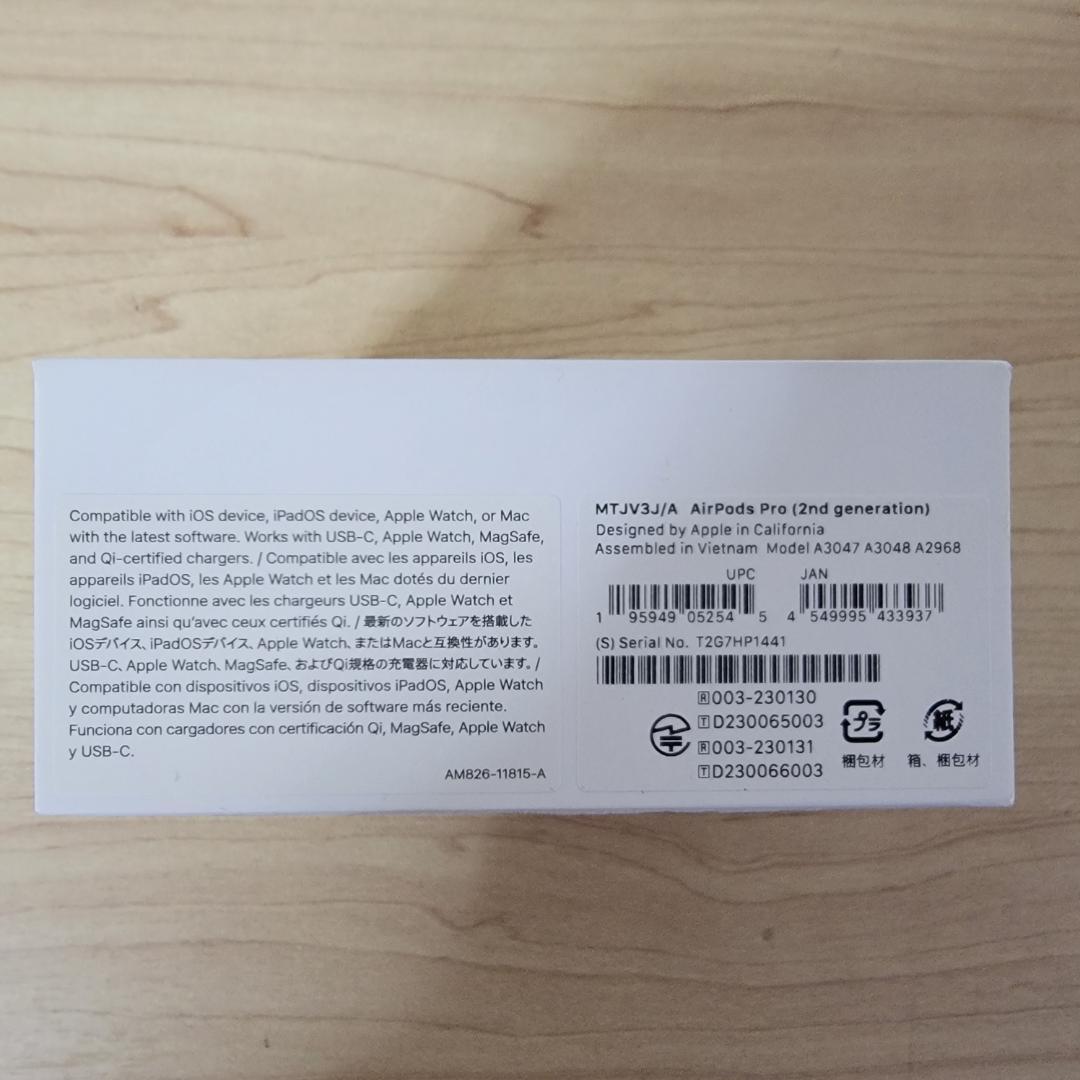 Compatible with iOS device, iPadOS device, Apple Watch, or Mac
with the latest software. Works with USB-C, Apple Watch, MagSafe,
and Qi-certified chargers. / Compatible avec les appareils iOS, les
appareils iPadOS, les Apple Watch et les Mac dotés du dernier
logiciel. Fonctionne avec les chargeurs USB-C, Apple Watch et
MagSafe ainsi qu'avec ceux certifiés Qi. / 最新のソフトウェアを搭載した
iOSデバイス、iPadOSデバイス、Apple Watch、またはMacと互換性があります。
USB-C、Apple Watch、MagSafe、およびQi規格の充電器に対応しています。/
Compatible con dispositivos iOS, dispositivos iPadOS, Apple Watch
y computadoras Mac con la versión de software más reciente.
Funciona con cargadores con certificación Qi, MagSafe, Apple Watch
y USB-C.
AM826-11815-A
MTJV3J/A AirPods Pro (2nd generation)
Designed by Apple in California
Assembled in Vietnam Model A3047 A3048 A2968
UPC JAN
1 95949 05254 5 4 549995 433937
(S) Serial No. T2G7HP1441
R 003-230130
T D230065003
R 003-230131
T D230066003
プラ
梱包材
紙
箱、梱包材